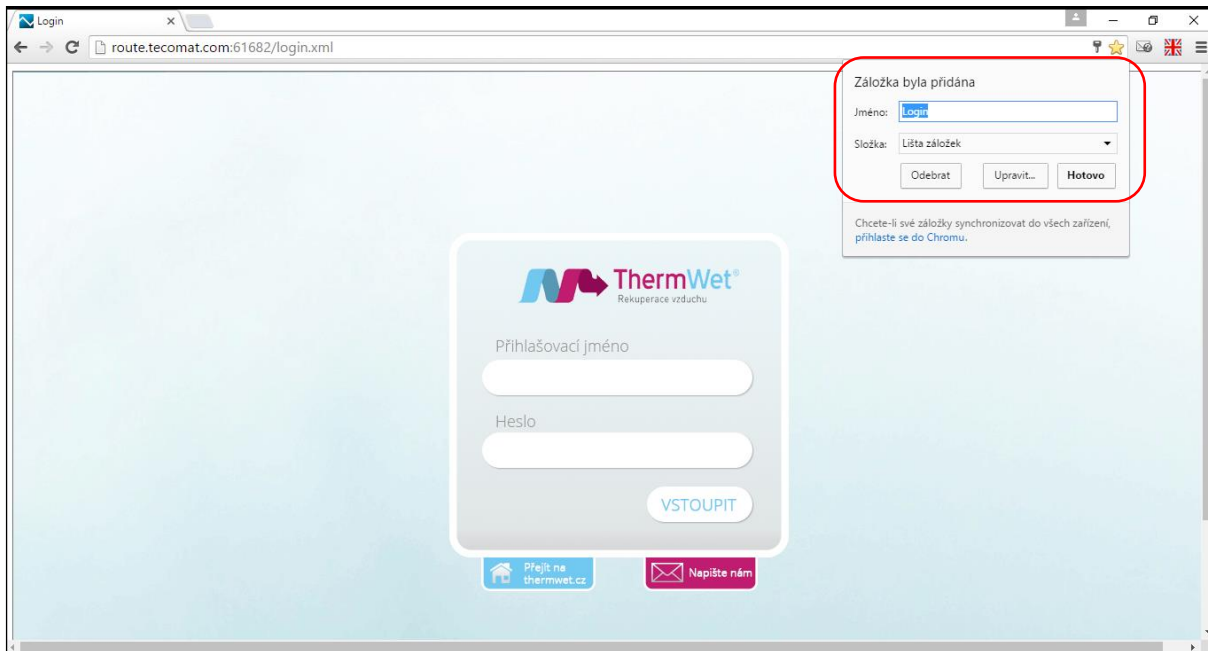 Login
route.tecomat.com:61682/login.xml
Záložka byla přidána
Jméno: Login
Složka: Lišta záložek
Odebrat Upravit... Hotovo
Chcete-li své záložky synchronizovat do všech zařízení,
přihlaste se do Chromu.
ThermWet®
Rekuperace vzduchu
Přihlašovací jméno
Heslo
VSTOUPIT
Přejít na
thermwet.cz
Napište nám